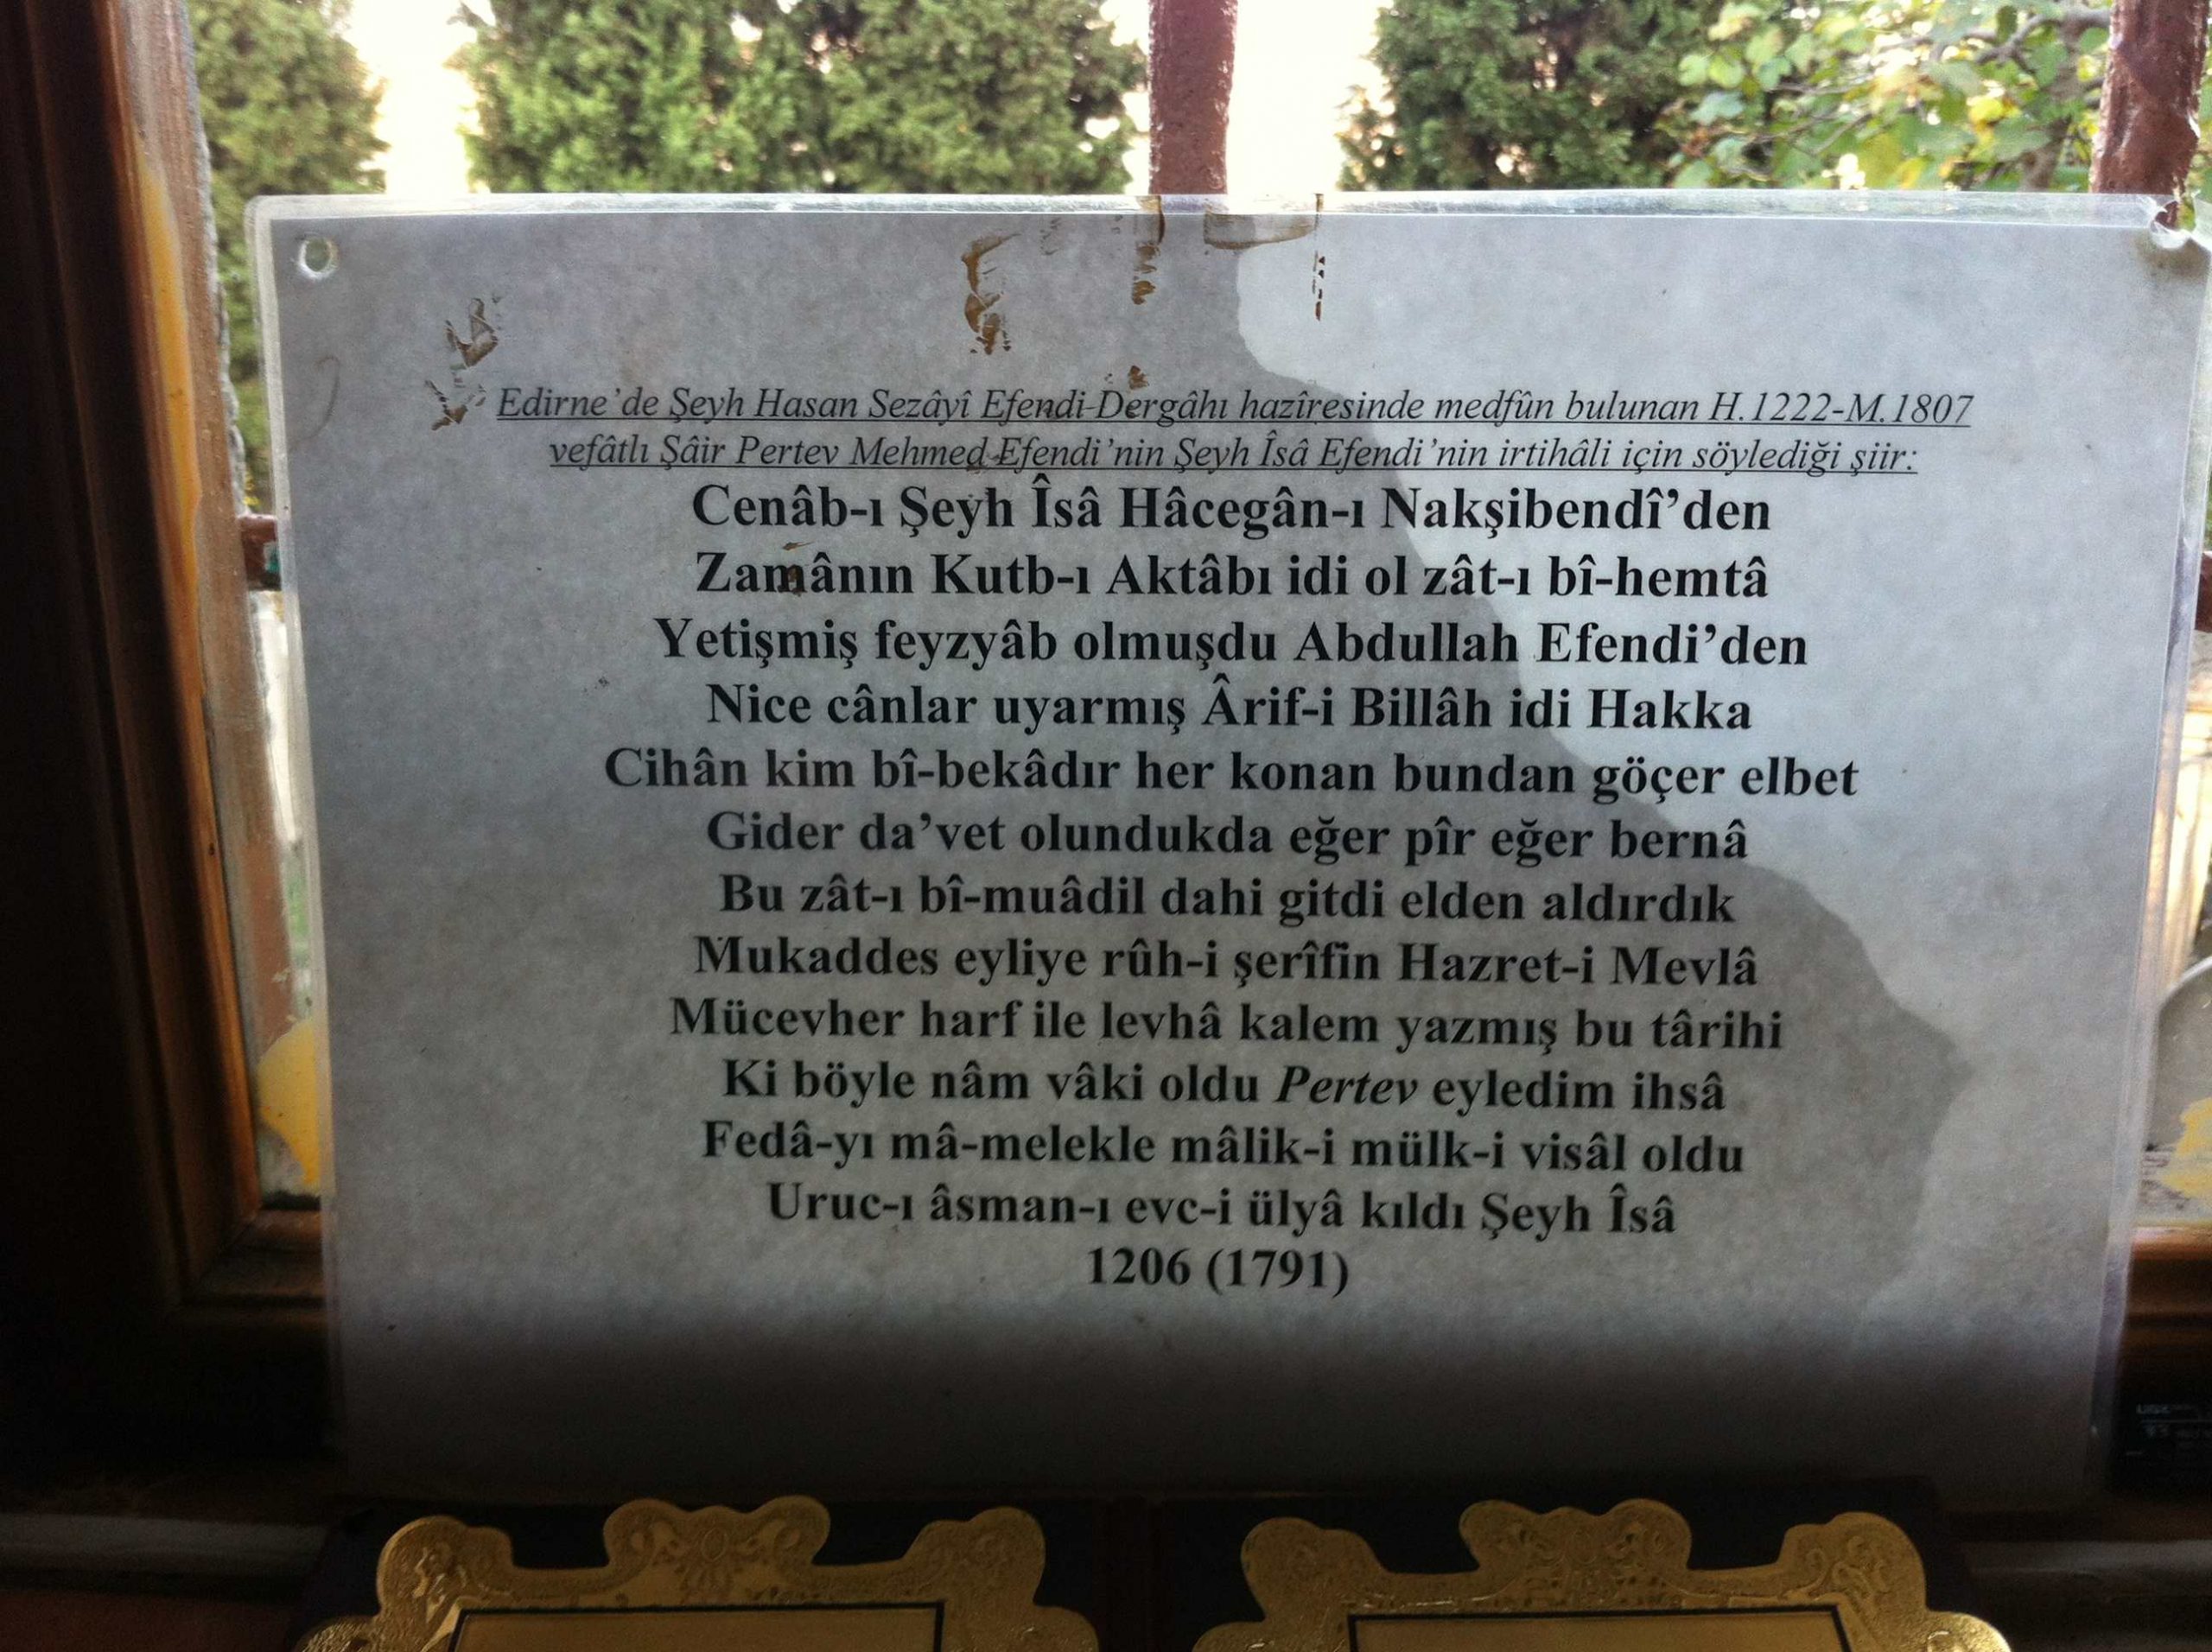 Edirne'de Şeyh Hasan Sezâyî Efendi Dergâhı hazîresinde medfûn bulunan H.1222-M.1807
vefâtlı Şâir Pertev Mehmed Efendi'nin Şeyh Îsâ Efendi'nin irtihâli için söylediği şiir:
Cenâb-ı Şeyh Îsâ Hâcegân-ı Nakşibendî'den
Zamânın Kutb-ı Aktâbı idi ol zât-ı bî-hemtâ
Yetişmiş feyzyâb olmuşdu Abdullah Efendi'den
Nice cânlar uyarmış Ârif-i Billâh idi Hakka
Cihân kim bî-bekâdır her konan bundan göçer elbet
Gider da'vet olundukda eğer pîr eğer bernâ
Bu zât-ı bî-muâdil dahi gitdi elden aldırdık
Mukaddes eyliye rûh-i şerîfin Hazret-i Mevlâ
Mücevher harf ile levhâ kalem yazmış bu târihi
Ki böyle nâm vâki oldu Pertev eyledim ihsâ
Fedâ-yı mâ-melekle mâlik-i mülk-i visâl oldu
Uruc-ı âsman-ı evc-i ülyâ kıldı Şeyh Îsâ
1206 (1791)